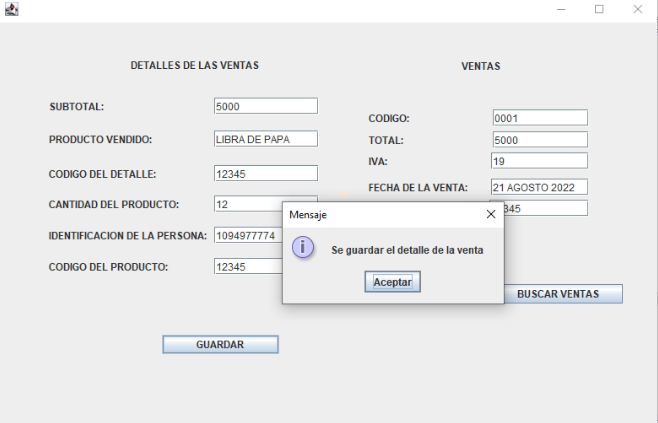 DETALLES DE LAS VENTAS
SUBTOTAL: 5000
PRODUCTO VENDIDO: LIBRA DE PAPA
CODIGO DEL DETALLE: 12345
CANTIDAD DEL PRODUCTO: 12
IDENTIFICACION DE LA PERSONA: 1094977774
CODIGO DEL PRODUCTO: 12345
GUARDAR
VENTAS
CODIGO: 0001
TOTAL: 5000
IVA: 19
FECHA DE LA VENTA: 21 AGOSTO 2022
345
BUSCAR VENTAS
Mensaje
Se guardar el detalle de la venta
Aceptar